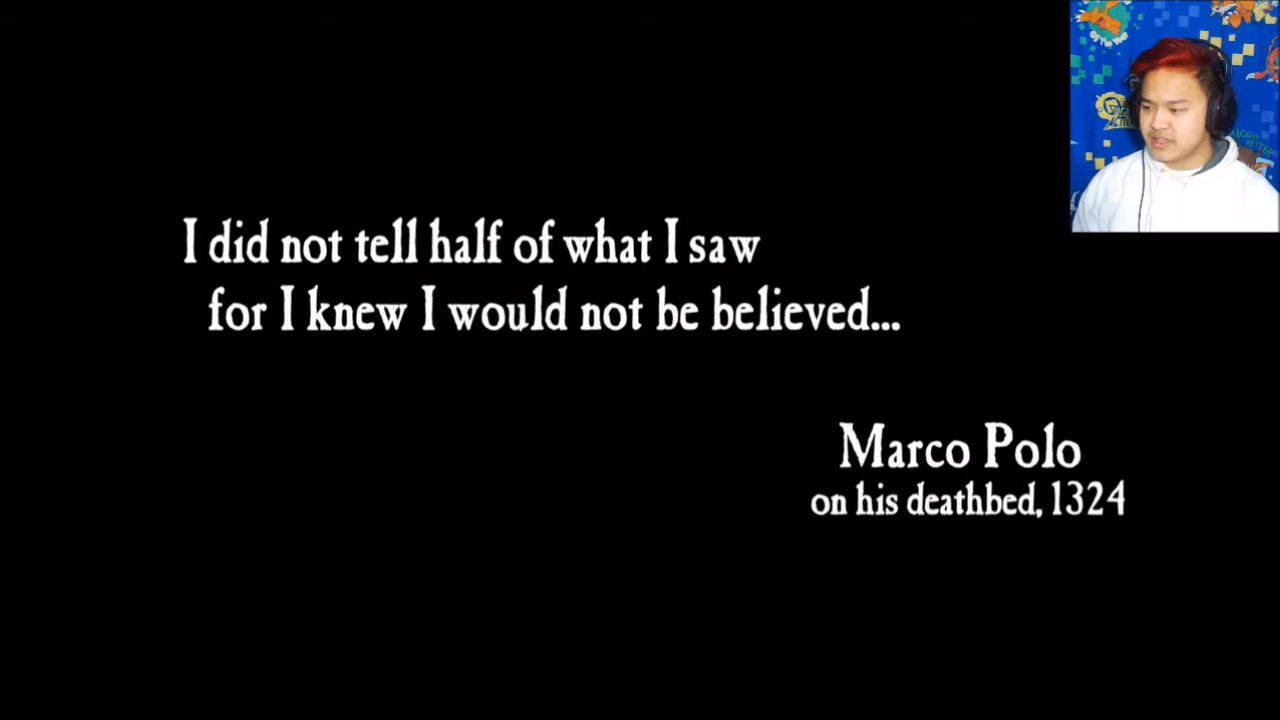 I did not tell half of what I saw
for I knew I would not be believed...
Marco Polo
on his deathbed, 1324